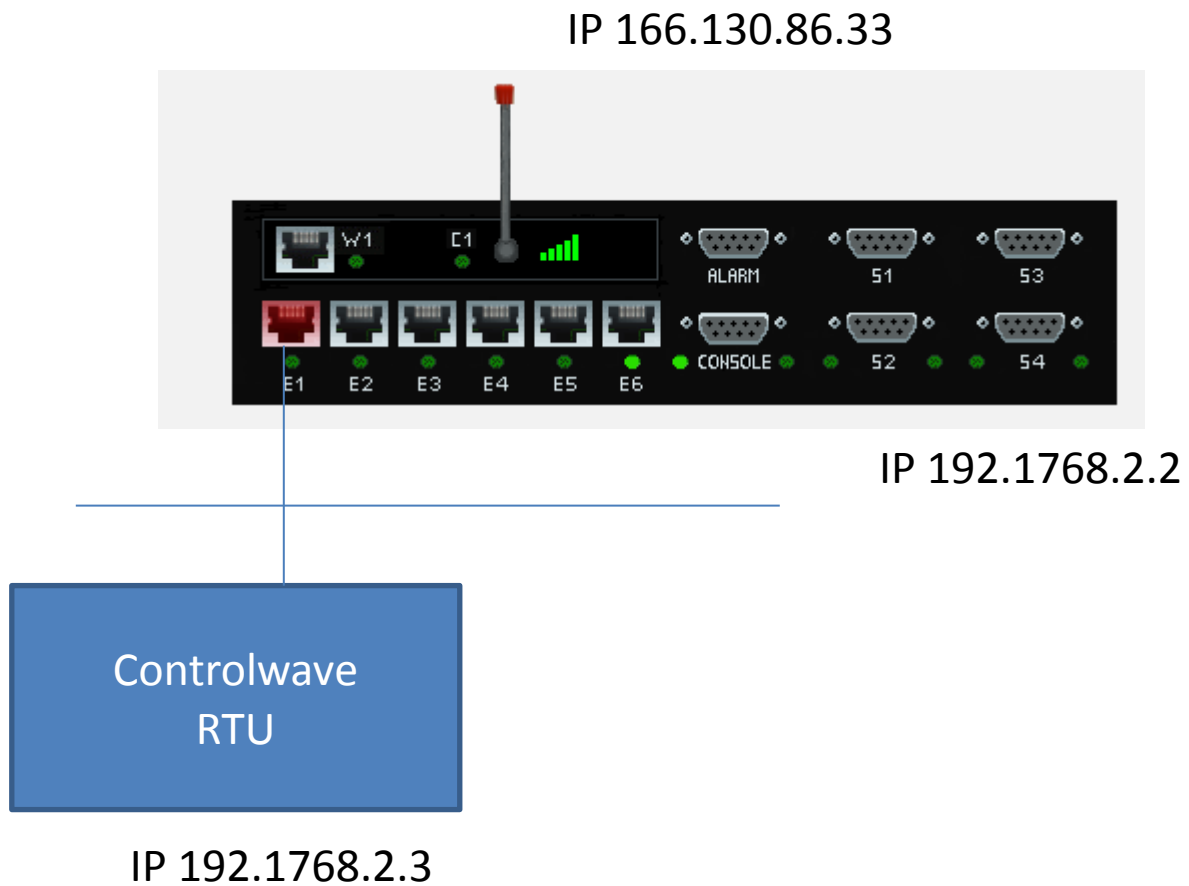 IP 166.130.86.33
W1 C1
ALARM S1 S3
CONSOLE S2 S4
E1 E2 E3 E4 E5 E6
IP 192.1768.2.2
Controlwave
RTU
IP 192.1768.2.3